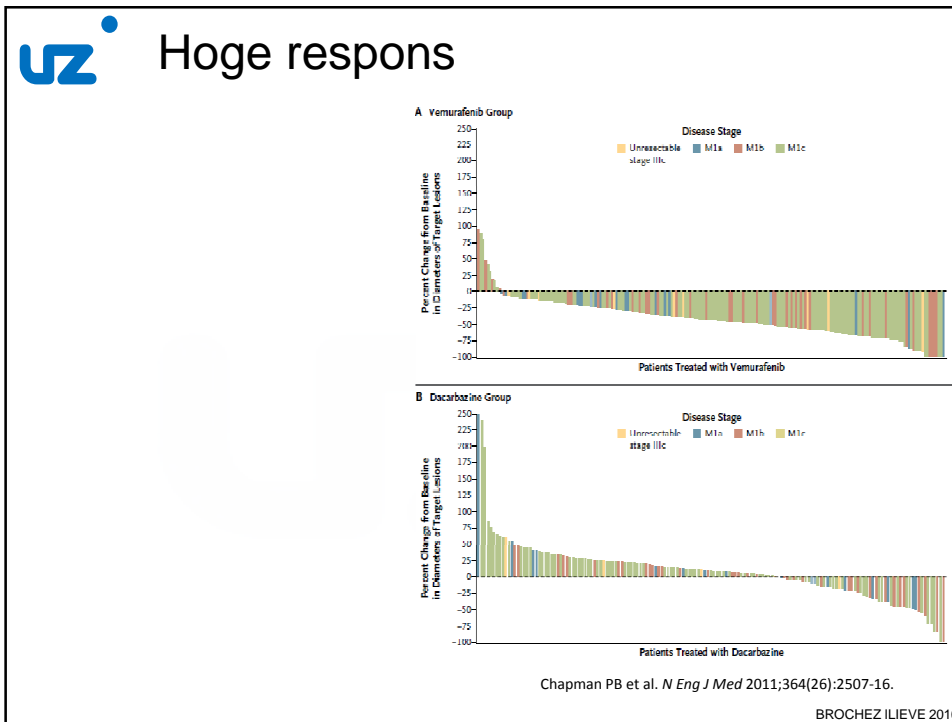 uz
Hoge respons
A Vemurafenib Group
Disease Stage
Unresectable stage IIIc M1a M1b M1c
Percent Change from Baseline
in Diameters of Target Lesions
250
225
200
175
150
125
100
75
50
25
0
−25
−50
−75
−100
Patients Treated with Vemurafenib
B Dacarbazine Group
Disease Stage
Unresectable stage IIIc M1a M1b M1c
Percent Change from Baseline
in Diameters of Target Lesions
250
225
200
175
150
125
100
75
50
25
0
−25
−50
−75
−100
Patients Treated with Dacarbazine
Chapman PB et al. N Eng J Med 2011;364(26):2507-16.
BROCHEZ ILIEVE